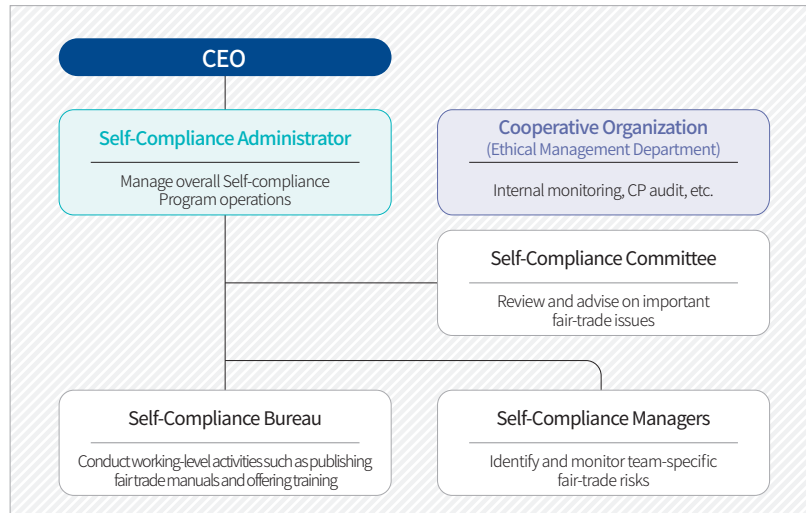 CEO
Self-Compliance Administrator
Manage overall Self-compliance
Program operations
Cooperative Organization
(Ethical Management Department)
Internal monitoring, CP audit, etc.
Self-Compliance Committee
Review and advise on important
fair-trade issues
Self-Compliance Bureau
Conduct working-level activities such as publishing
fair trade manuals and offering training
Self-Compliance Managers
Identify and monitor team-specific
fair-trade risks